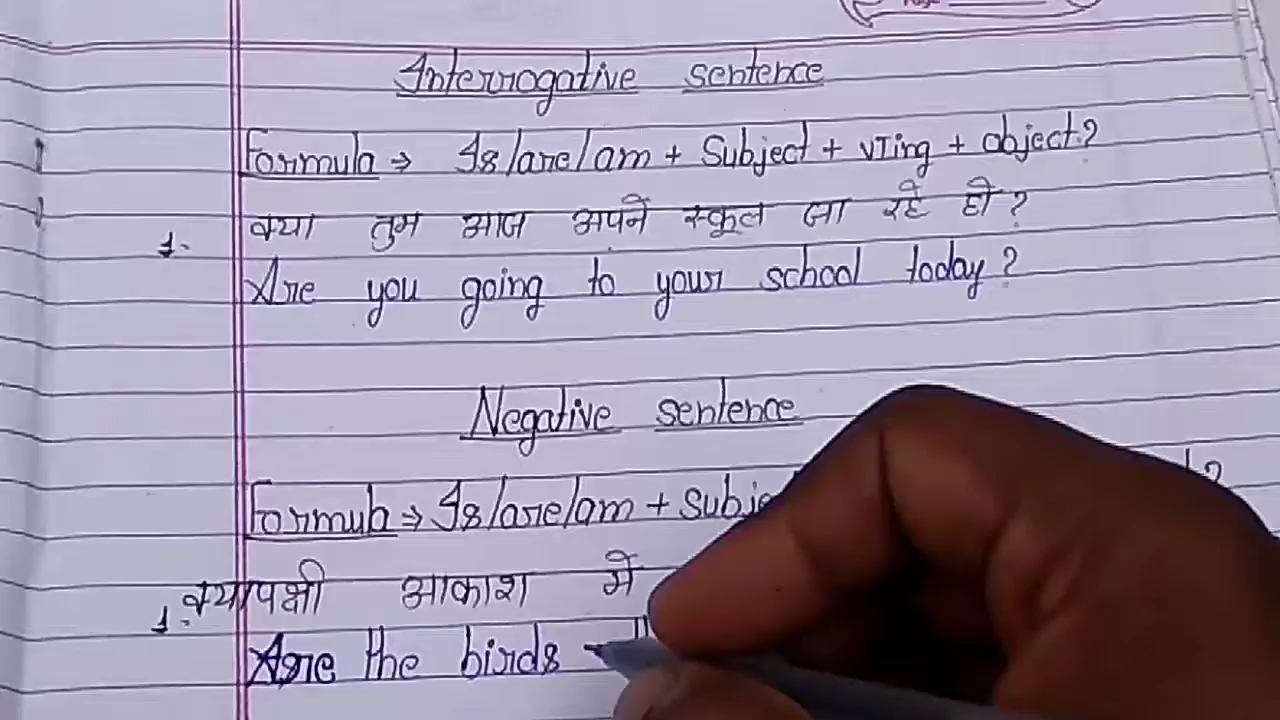 Interrogative sentence
Formula ⇒ Is/are/am + Subject + VIing + object?
1. क्या तुम आज अपने स्कूल जा रहे हो?
Are you going to your school today?
Negative sentence
Formula ⇒ Is/are/am + Subje ?
1. क्या पक्षी आकाश में
Are the birds